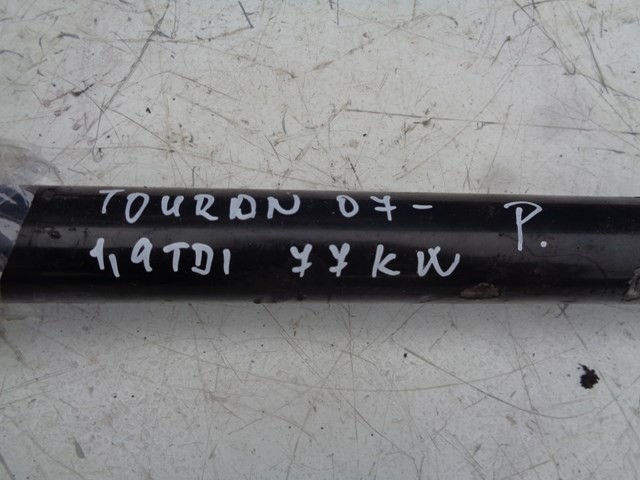 TOURAN 07- P.
1,9TDI 77KW